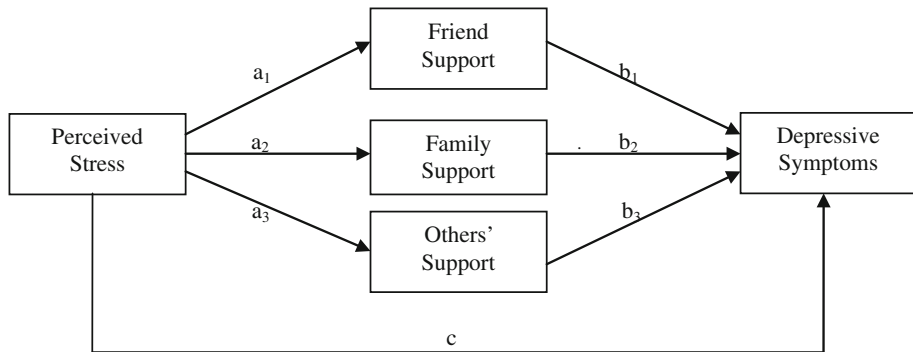 Friend
Support
a₁
b₁
Perceived
Stress
a₂
Family
Support
b₂
Depressive
Symptoms
a₃
Others’
Support
b₃
c